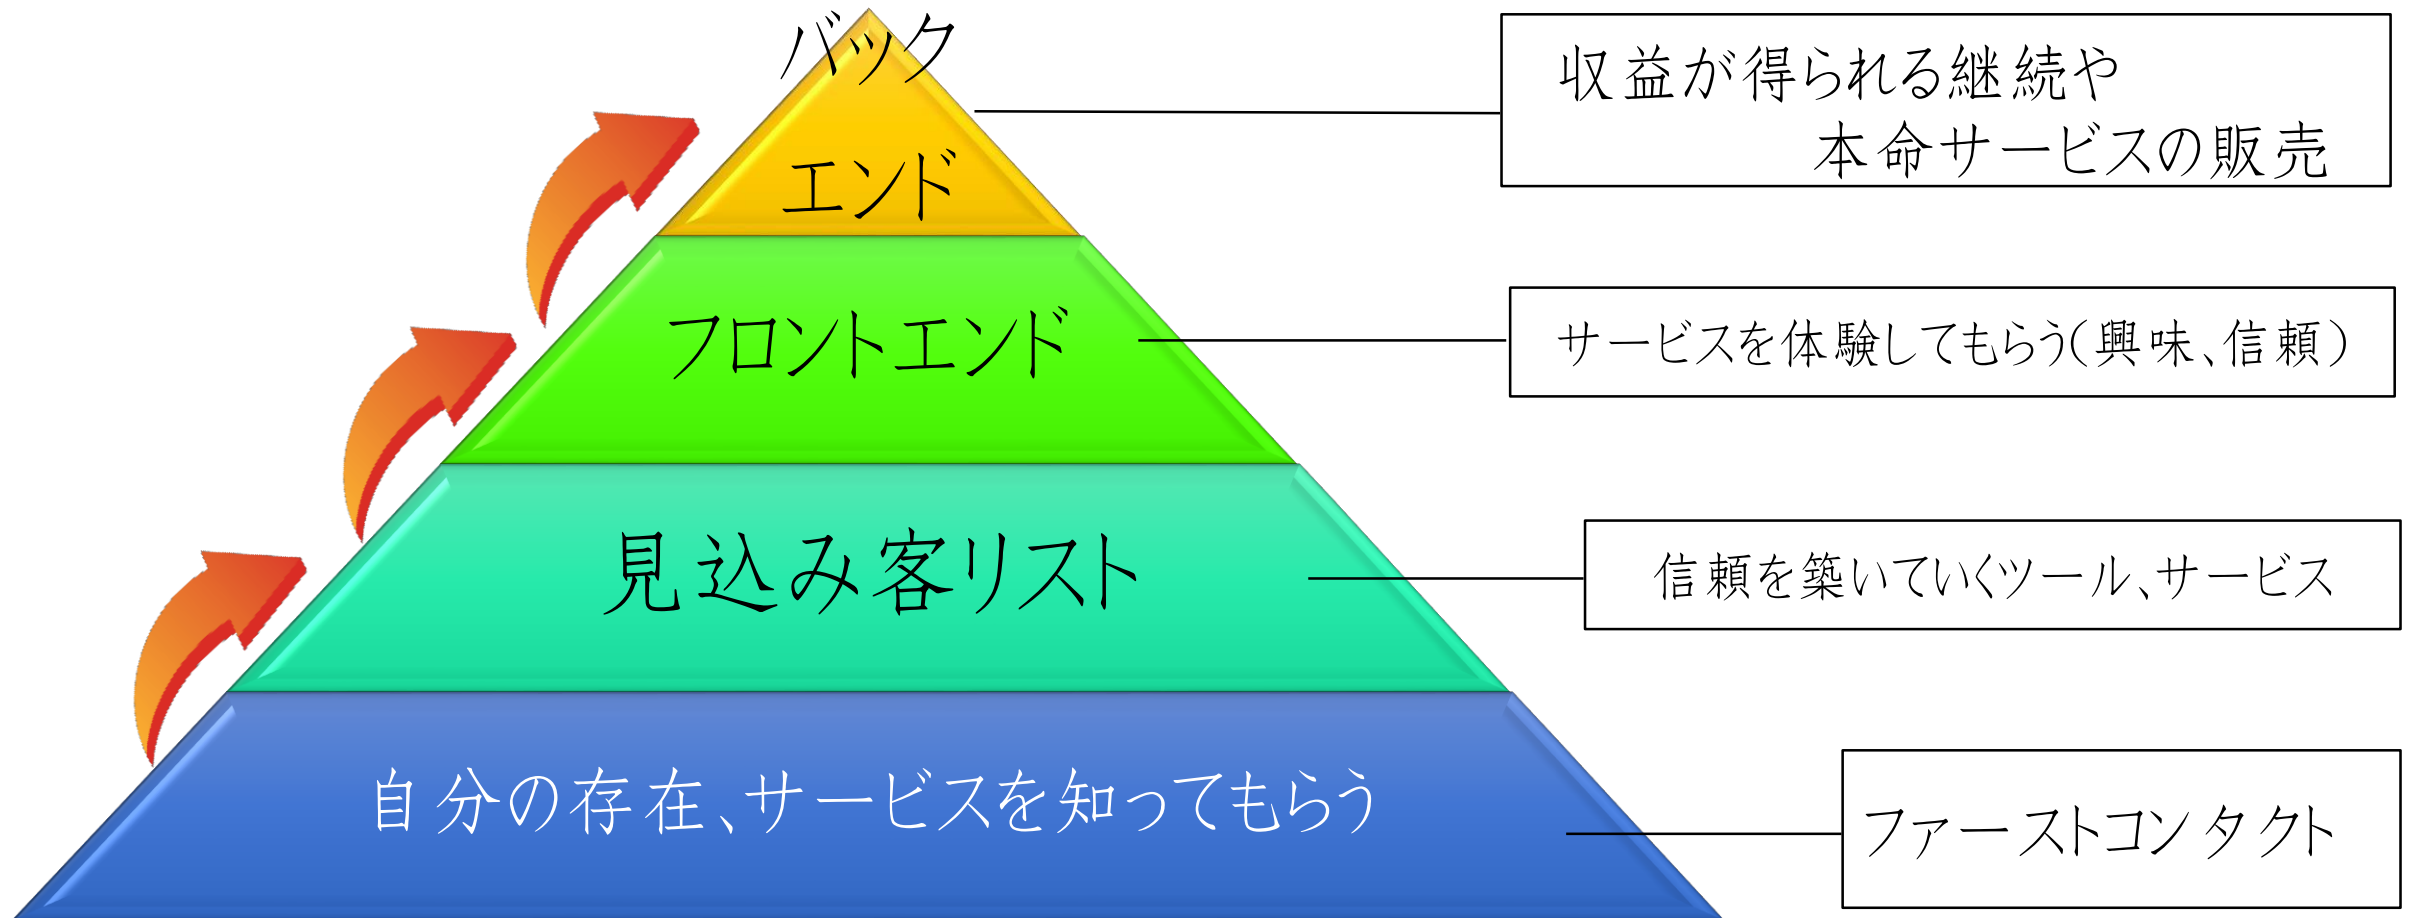 バック
エンド
収益が得られる継続や
本命サービスの販売
フロントエンド
サービスを体験してもらう(興味、信頼)
見込み客リスト
信頼を築いていくツール、サービス
自分の存在、サービスを知ってもらう
ファーストコンタクト